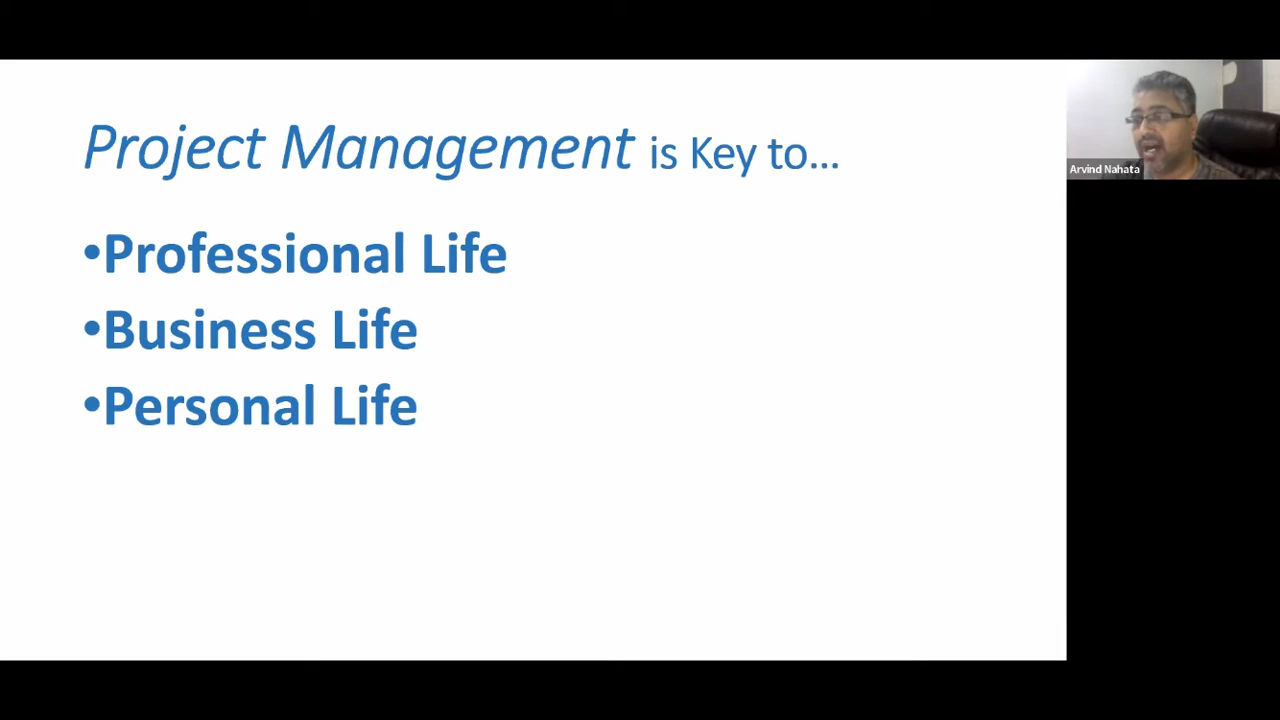 Project Management is Key to...
•Professional Life
•Business Life
•Personal Life
Arvind Nahata